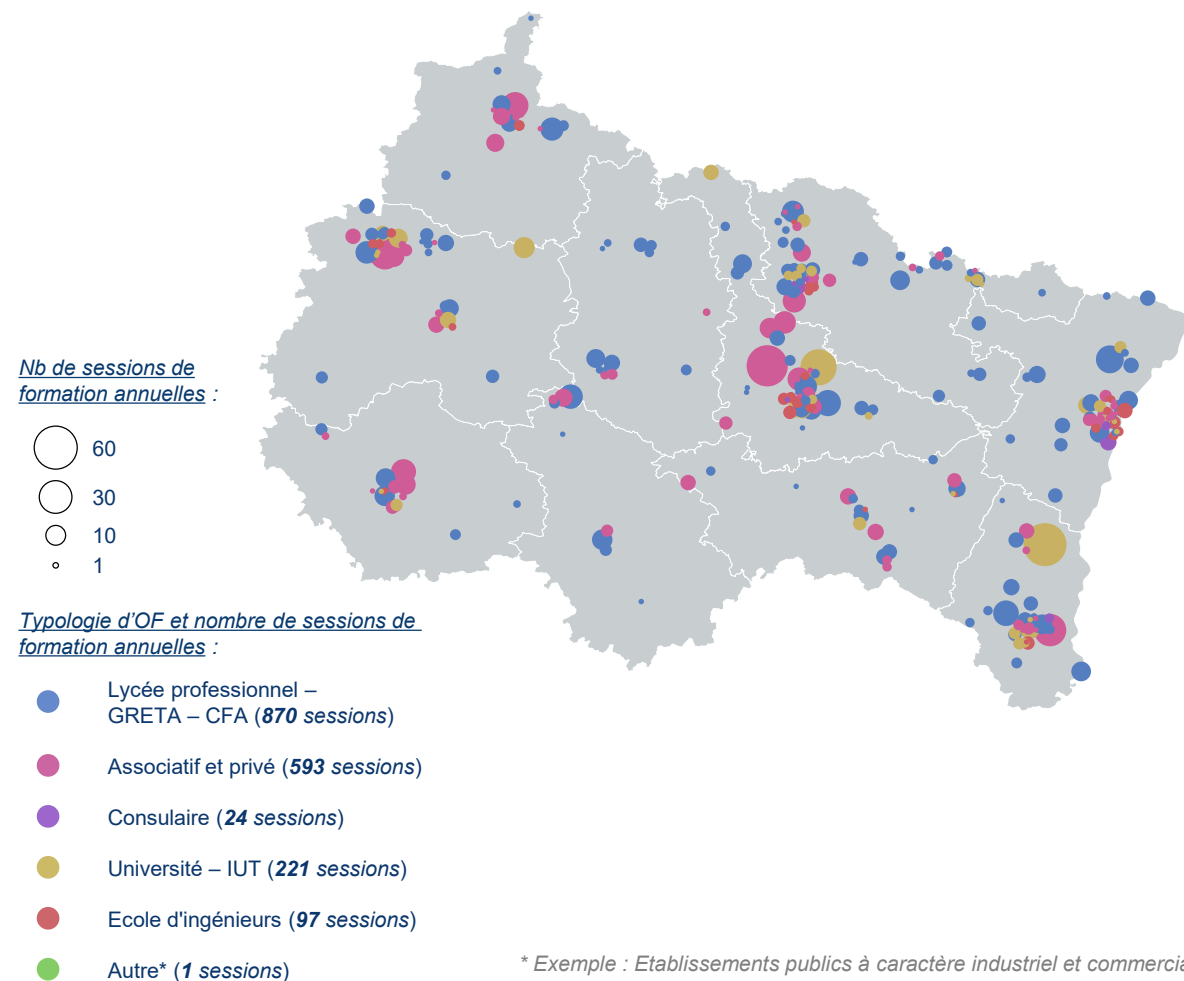 Nb de sessions de
formation annuelles :
60
30
10
1
Typologie d'OF et nombre de sessions de
formation annuelles :
Lycée professionnel –
GRETA – CFA (870 sessions)
Associatif et privé (593 sessions)
Consulaire (24 sessions)
Université – IUT (221 sessions)
Ecole d'ingénieurs (97 sessions)
Autre* (1 sessions)
* Exemple : Etablissements publics à caractère industriel et commercia